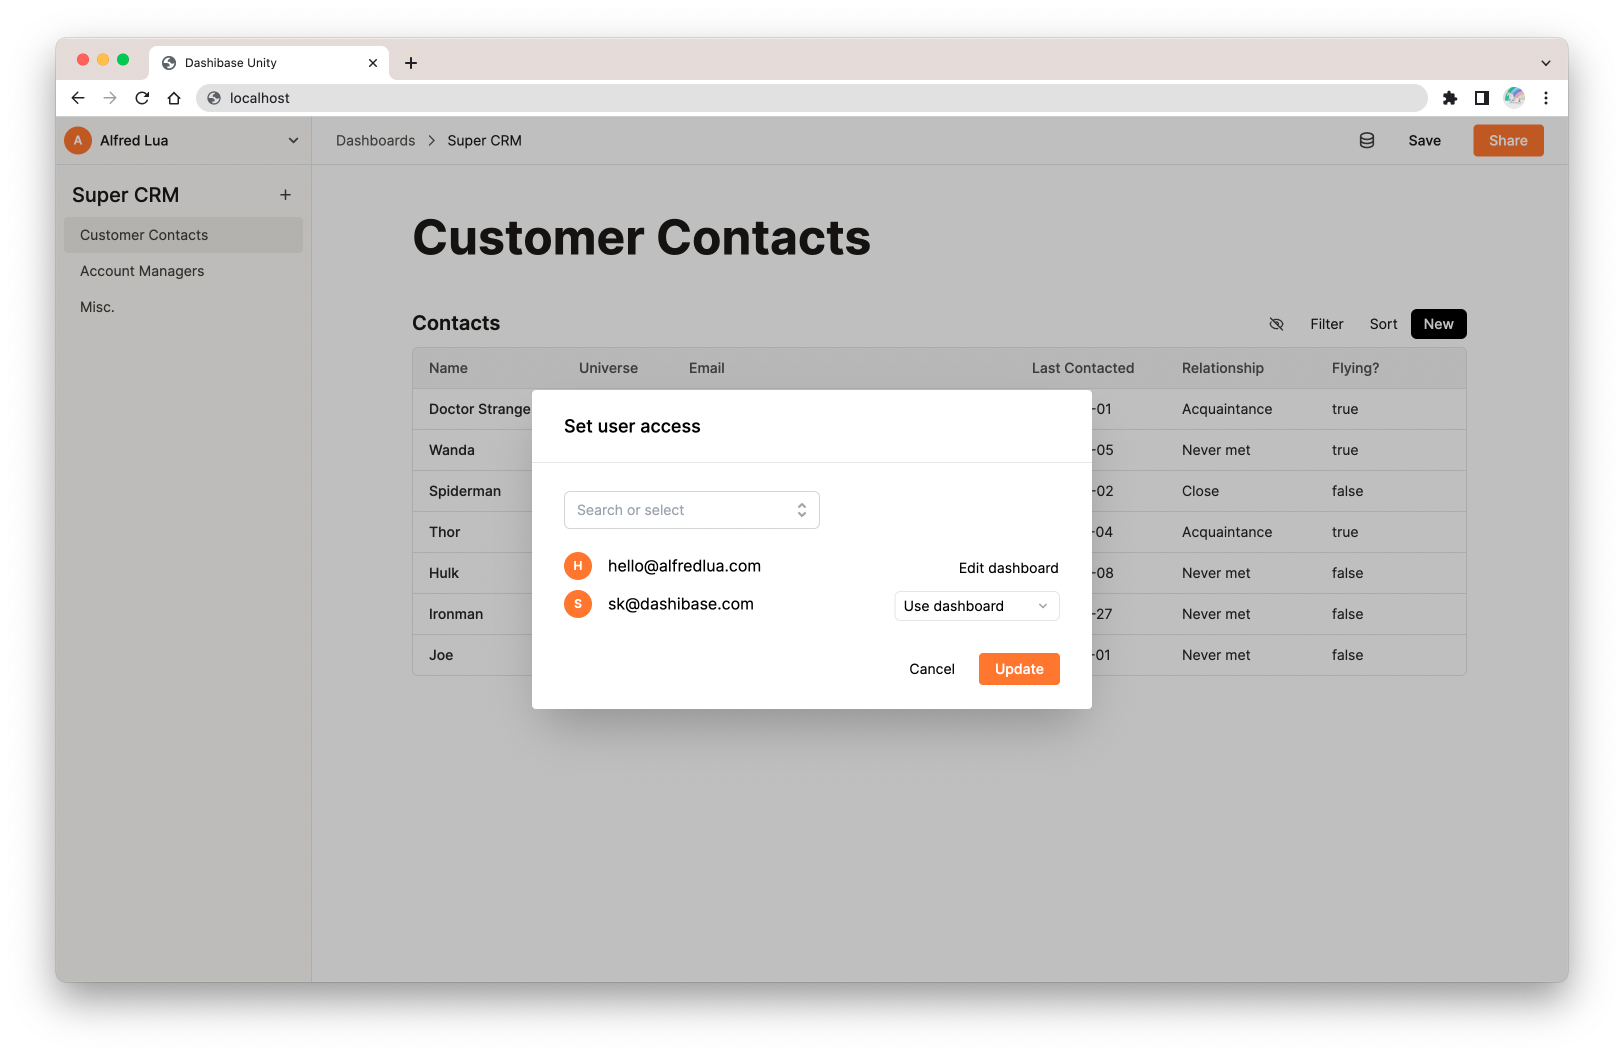 Dashibase Unity
localhost
A Alfred Lua
Dashboards Super CRM
Save
Share
Super CRM
Customer Contacts
Account Managers
Misc.
Customer Contacts
Contacts
Filter Sort New
Name Universe Email Last Contacted Relationship Flying?
Doctor Strange -01 Acquaintance true
Wanda -05 Never met true
Spiderman -02 Close false
Thor -04 Acquaintance true
Hulk -08 Never met false
Ironman -27 Never met false
Joe -01 Never met false
Set user access
Search or select
H hello@alfredlua.com Edit dashboard
S sk@dashibase.com Use dashboard
Cancel Update